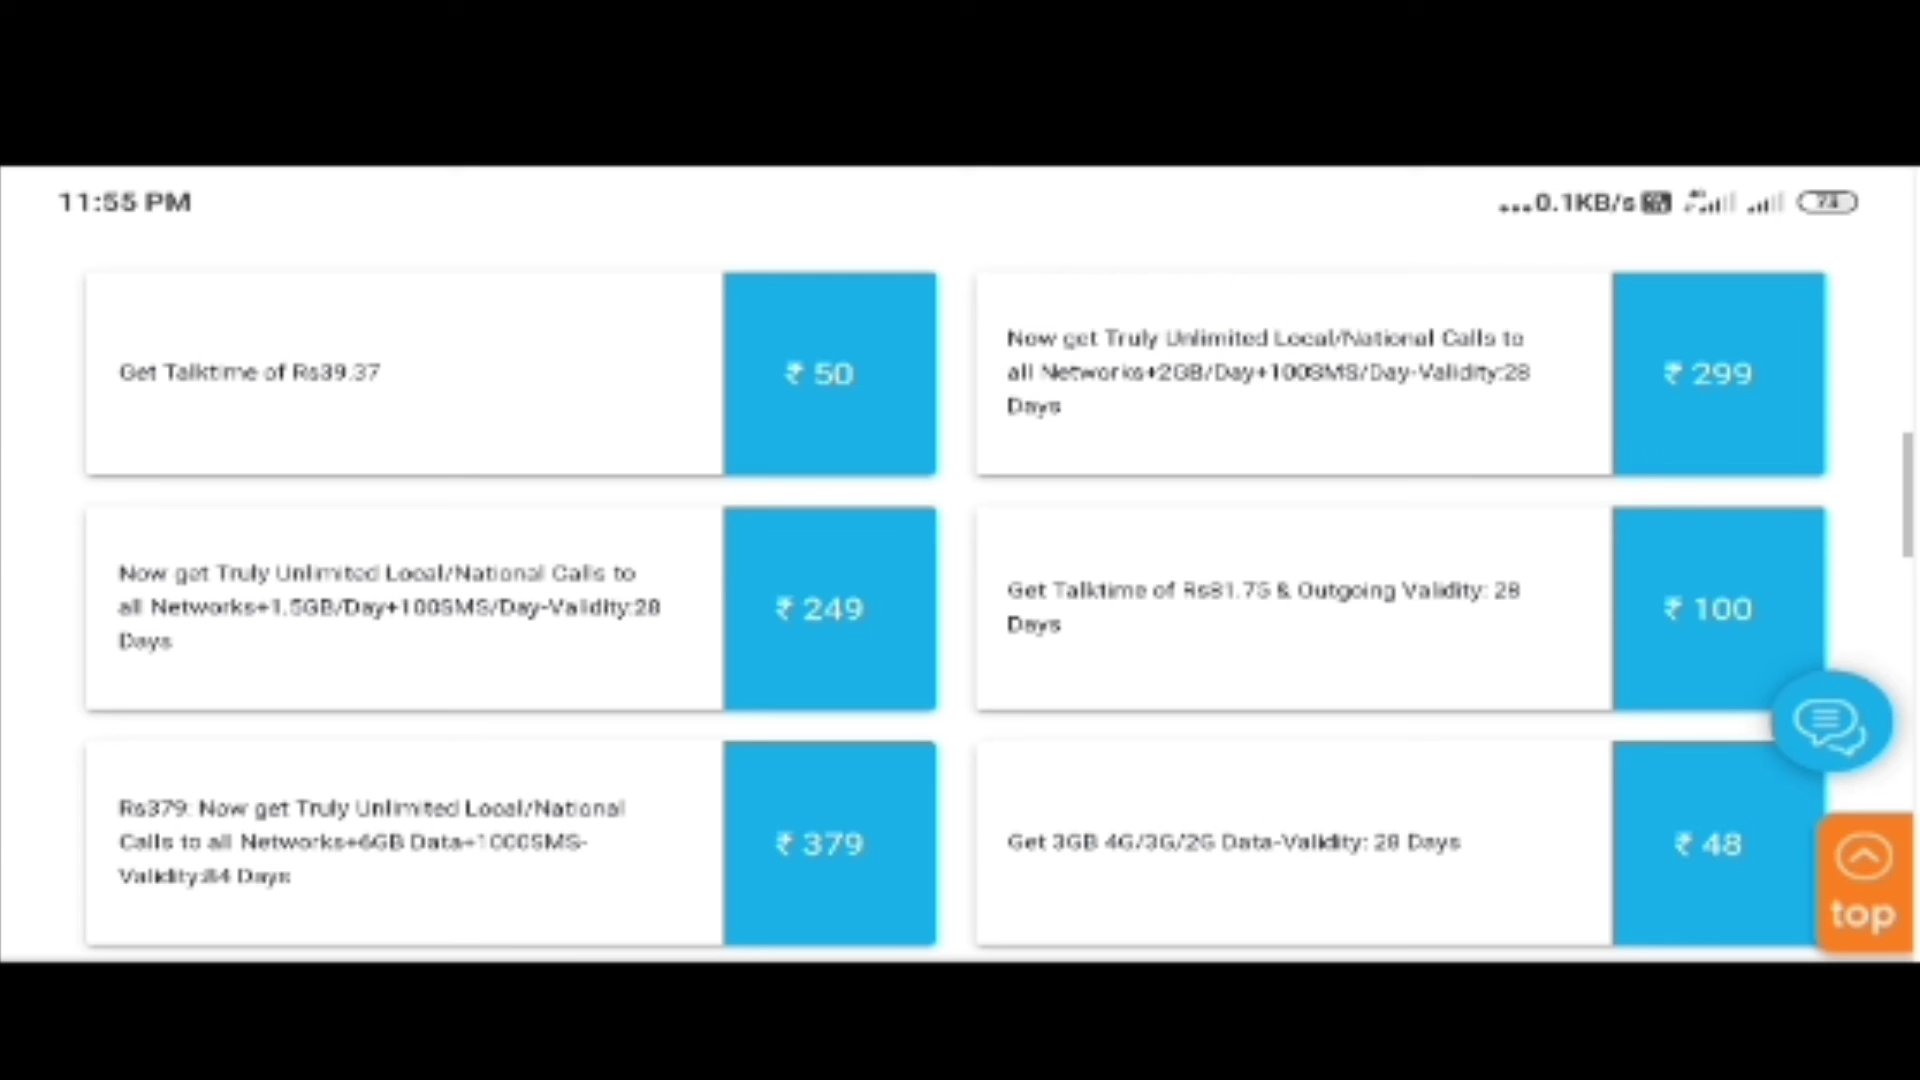 11:55 PM
...0.1KB/s
Get Talktime of Rs39.37
₹ 50
Now get Truly Unlimited Local/National Calls to
all Networks+2GB/Day+100SMS/Day-Validity:28
Days
₹ 299
Now get Truly Unlimited Local/National Calls to
all Networks+1.5GB/Day+100SMS/Day-Validity:28
Days
₹ 249
Get Talktime of Rs81.75 & Outgoing Validity: 28
Days
₹ 100
Rs379: Now get Truly Unlimited Local/National
Calls to all Networks+6GB Data+1000SMS-
Validity:84 Days
₹ 379
Get 3GB 4G/3G/2G Data-Validity: 28 Days
₹ 48
top